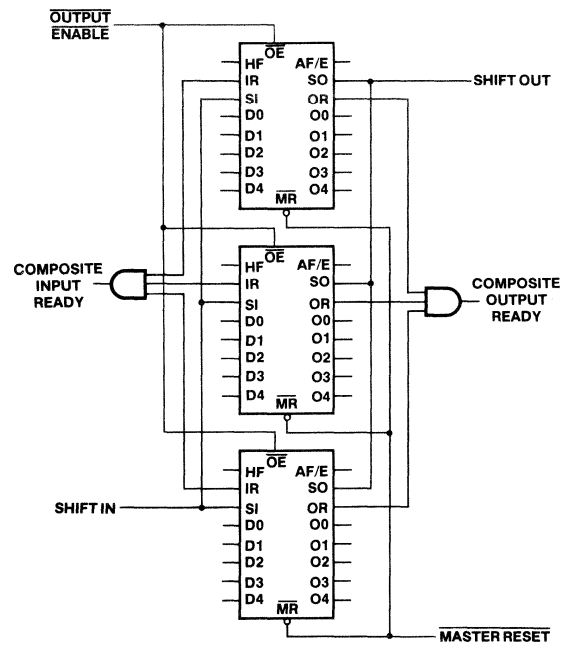 OUTPUT
ENABLE
OE
HF AF/E
IR SO SHIFT OUT
SI OR
D0 O0
D1 O1
D2 O2
D3 O3
D4 O4
MR
OE
COMPOSITE
INPUT
READY
HF AF/E
IR SO
SI OR
D0 O0
D1 O1
D2 O2
D3 O3
D4 O4
MR
COMPOSITE
OUTPUT
READY
OE
HF AF/E
IR SO
SHIFT IN SI OR
D0 O0
D1 O1
D2 O2
D3 O3
D4 O4
MR
MASTER RESET